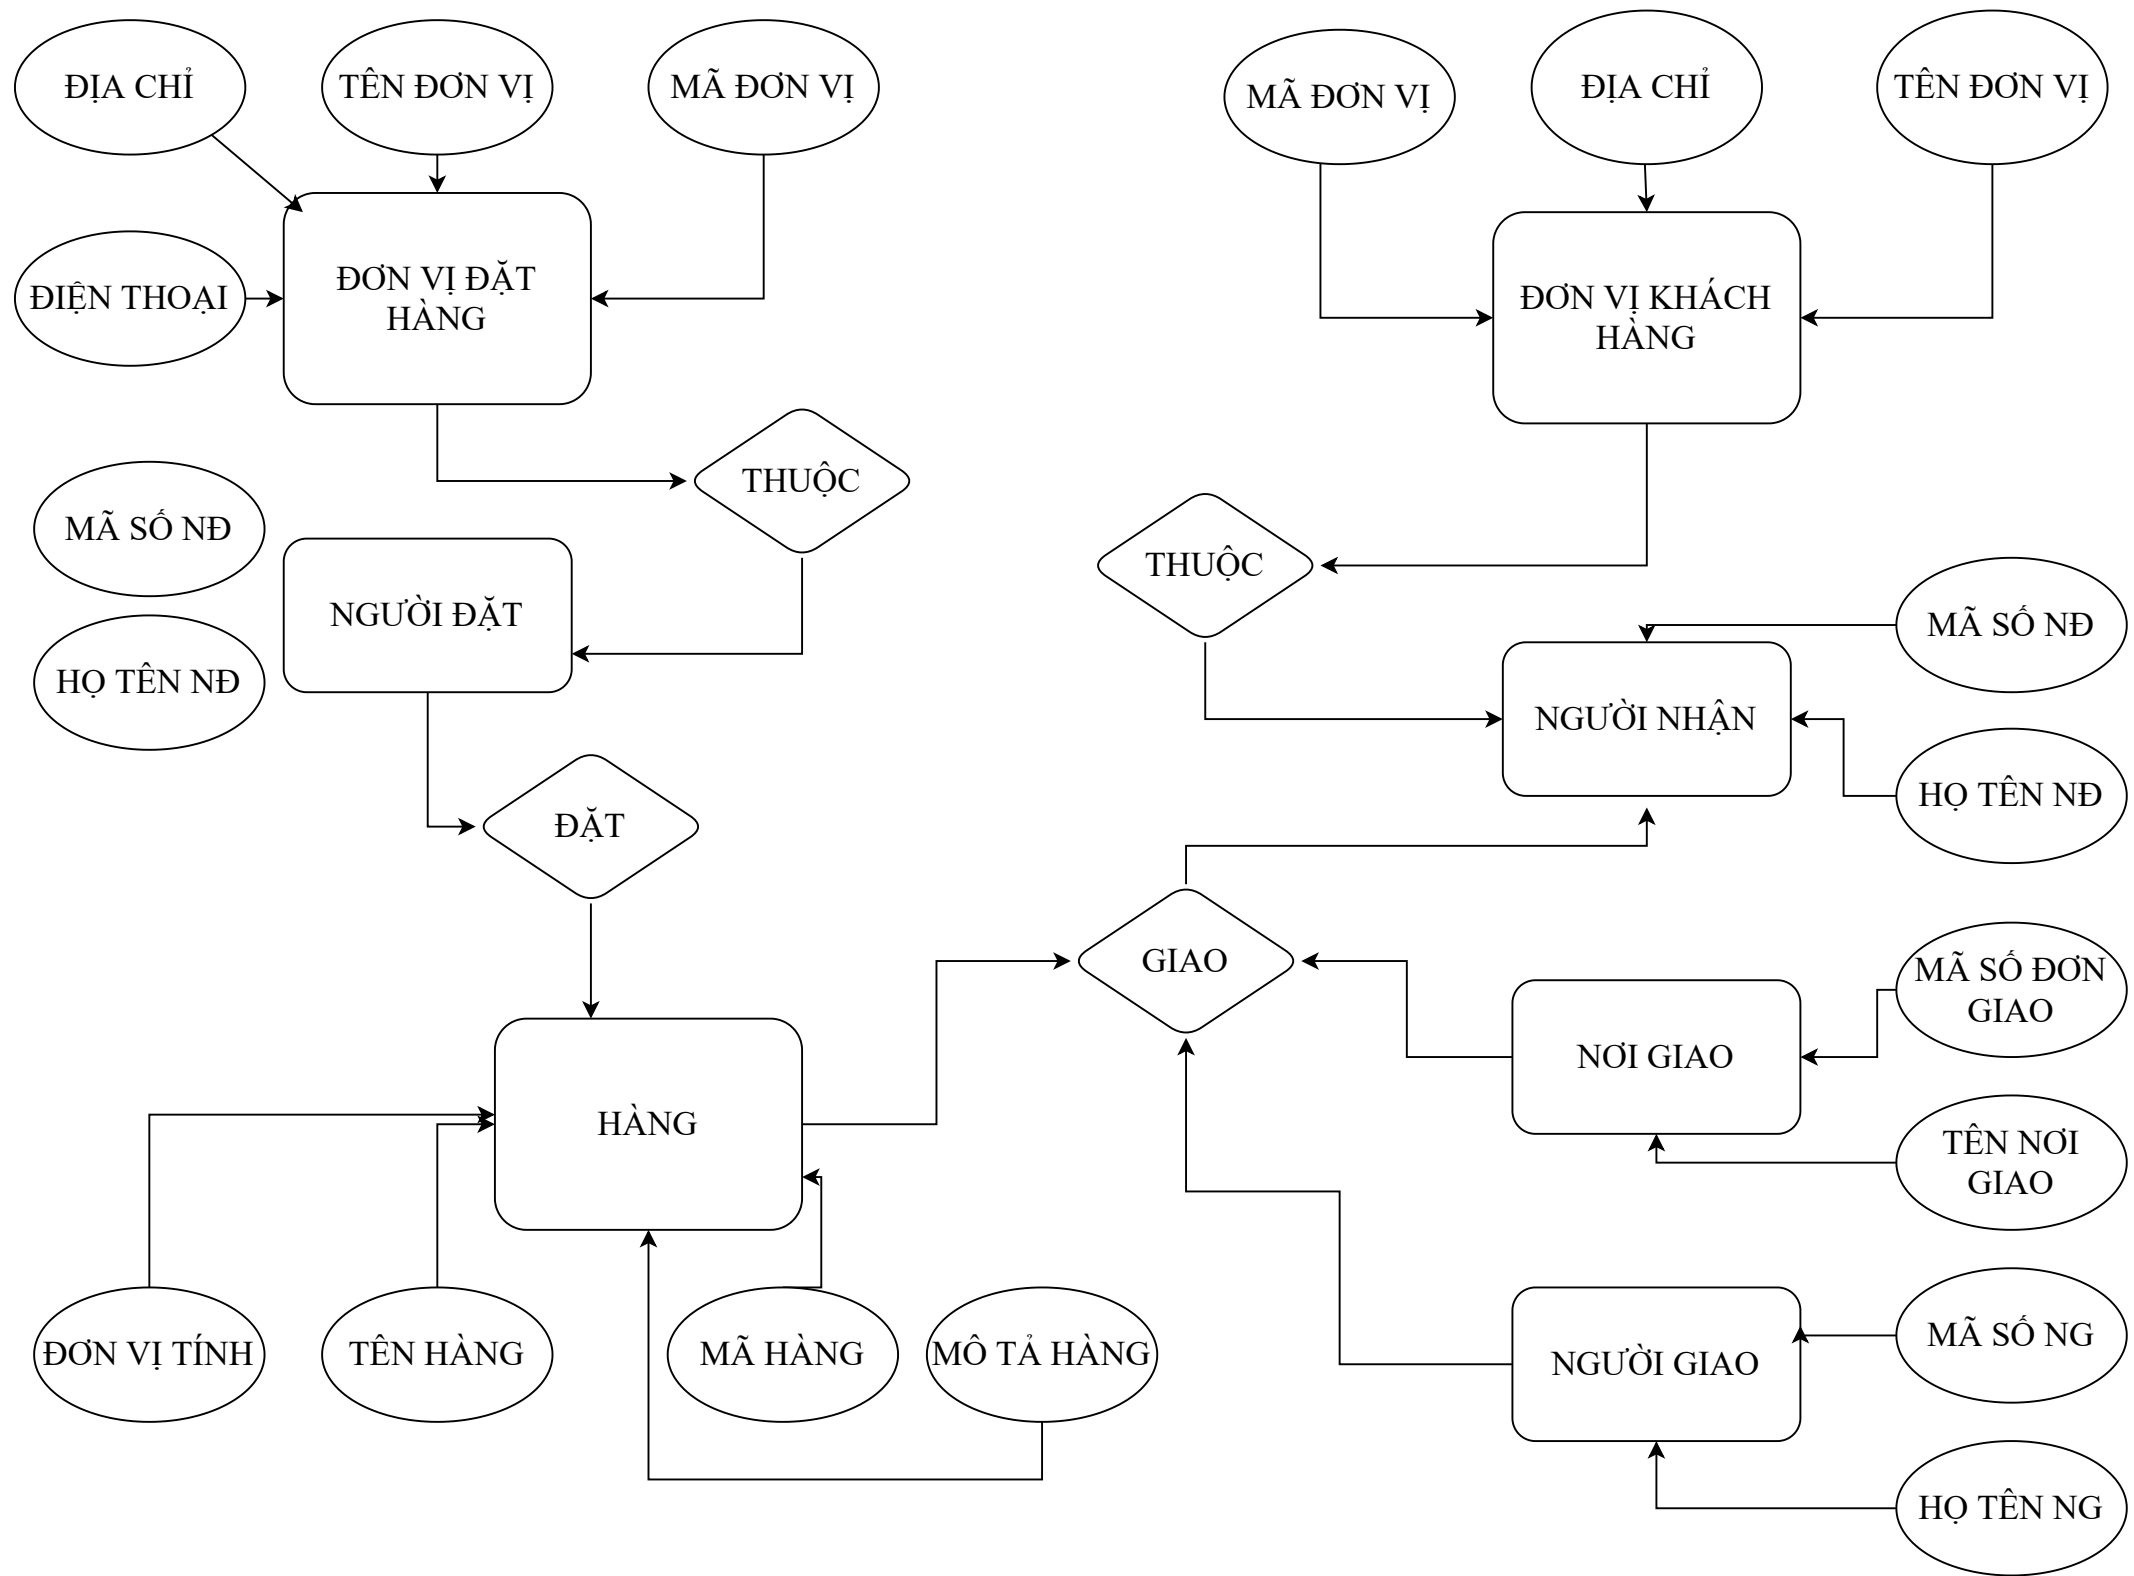 ĐỊA CHỈ
TÊN ĐƠN VỊ
MÃ ĐƠN VỊ
MÃ ĐƠN VỊ
ĐỊA CHỈ
TÊN ĐƠN VỊ
ĐIỆN THOẠI
ĐƠN VỊ ĐẶT
HÀNG
ĐƠN VỊ KHÁCH
HÀNG
THUỘC
MÃ SỐ NĐ
THUỘC
NGƯỜI ĐẶT
MÃ SỐ NĐ
HỌ TÊN NĐ
NGƯỜI NHẬN
HỌ TÊN NĐ
ĐẶT
GIAO
MÃ SỐ ĐƠN
GIAO
NƠI GIAO
HÀNG
TÊN NƠI
GIAO
MÃ SỐ NG
ĐƠN VỊ TÍNH
TÊN HÀNG
MÃ HÀNG
MÔ TẢ HÀNG
NGƯỜI GIAO
HỌ TÊN NG